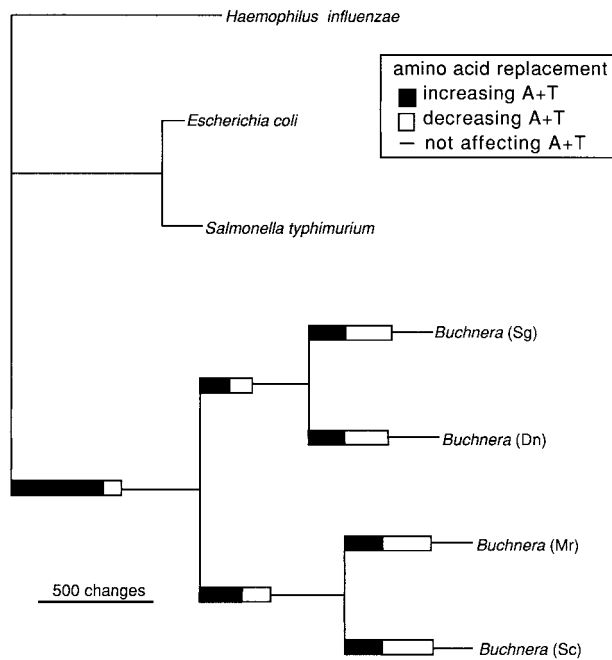 Haemophilus influenzae
amino acid replacement
increasing A+T
decreasing A+T
— not affecting A+T
Escherichia coli
Salmonella typhimurium
Buchnera (Sg)
Buchnera (Dn)
Buchnera (Mr)
500 changes
Buchnera (Sc)